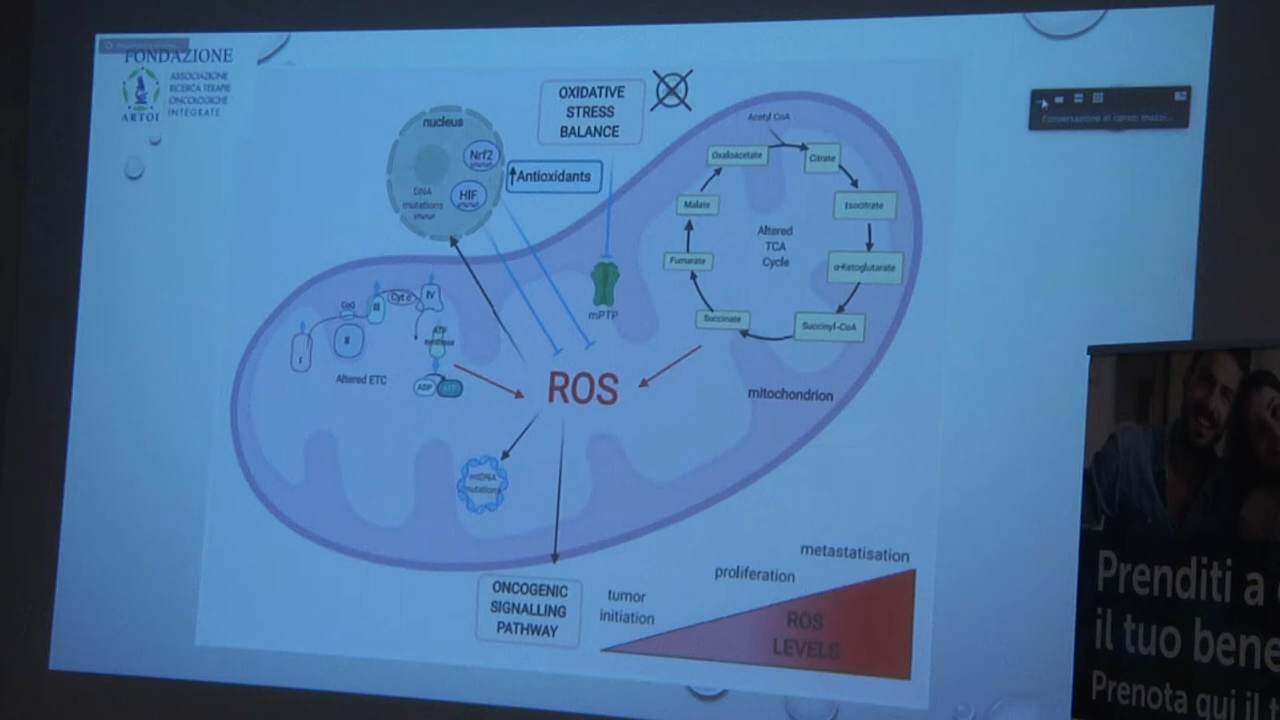 FONDAZIONE
ASSOCIAZIONE
RICERCA TERAPIE
ONCOLOGICHE
INTEGRATE
ARTOI
OXIDATIVE
STRESS
BALANCE
nucleus
Nrf2
HIF
DNA
mutations
Antioxidants
mPTP
Acetyl CoA
Oxaloacetate
Citrate
Isocitrate
α-Ketoglutarate
Succinyl-CoA
Succinate
Fumarate
Malate
Altered
TCA
Cycle
I
CoQ
II
III
Cyt c
IV
ATP
synthase
ADP
Altered ETC
ROS
mitochondrion
mtDNA
mutations
ONCOGENIC
SIGNALLING
PATHWAY
tumor
initiation
proliferation
metastatisation
ROS
LEVELS
Conversazione in corso:
Prenditi a
il tuo bene
Prenota qui il